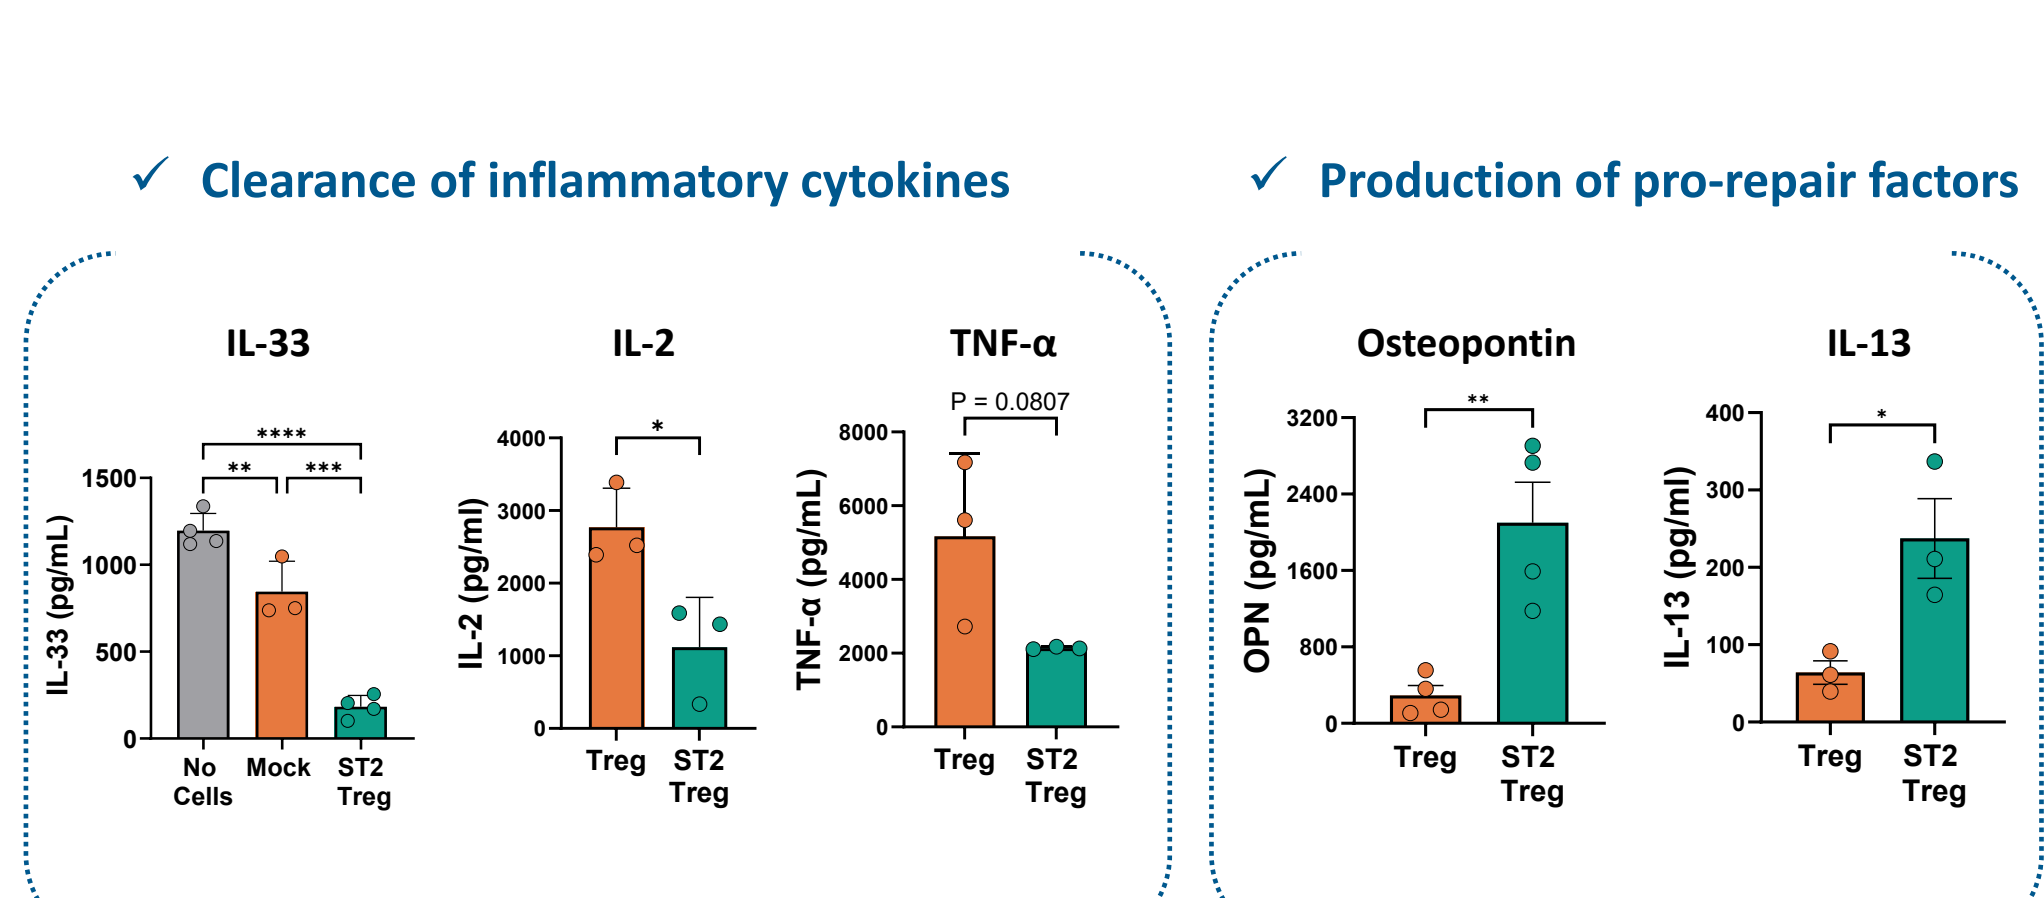 ✓ Clearance of inflammatory cytokines
✓ Production of pro-repair factors
IL-33
IL-2
TNF-α
Osteopontin
IL-13
IL-33 (pg/mL)
1500
1000
500
0
****
** ***
No Cells
Mock
ST2 Treg
IL-2 (pg/ml)
4000
3000
2000
1000
0
*
Treg
ST2 Treg
TNF-α (pg/mL)
8000
6000
4000
2000
0
P = 0.0807
Treg
ST2 Treg
OPN (pg/mL)
3200
2400
1600
800
0
**
Treg
ST2 Treg
IL-13 (pg/ml)
400
300
200
100
0
*
Treg
ST2 Treg